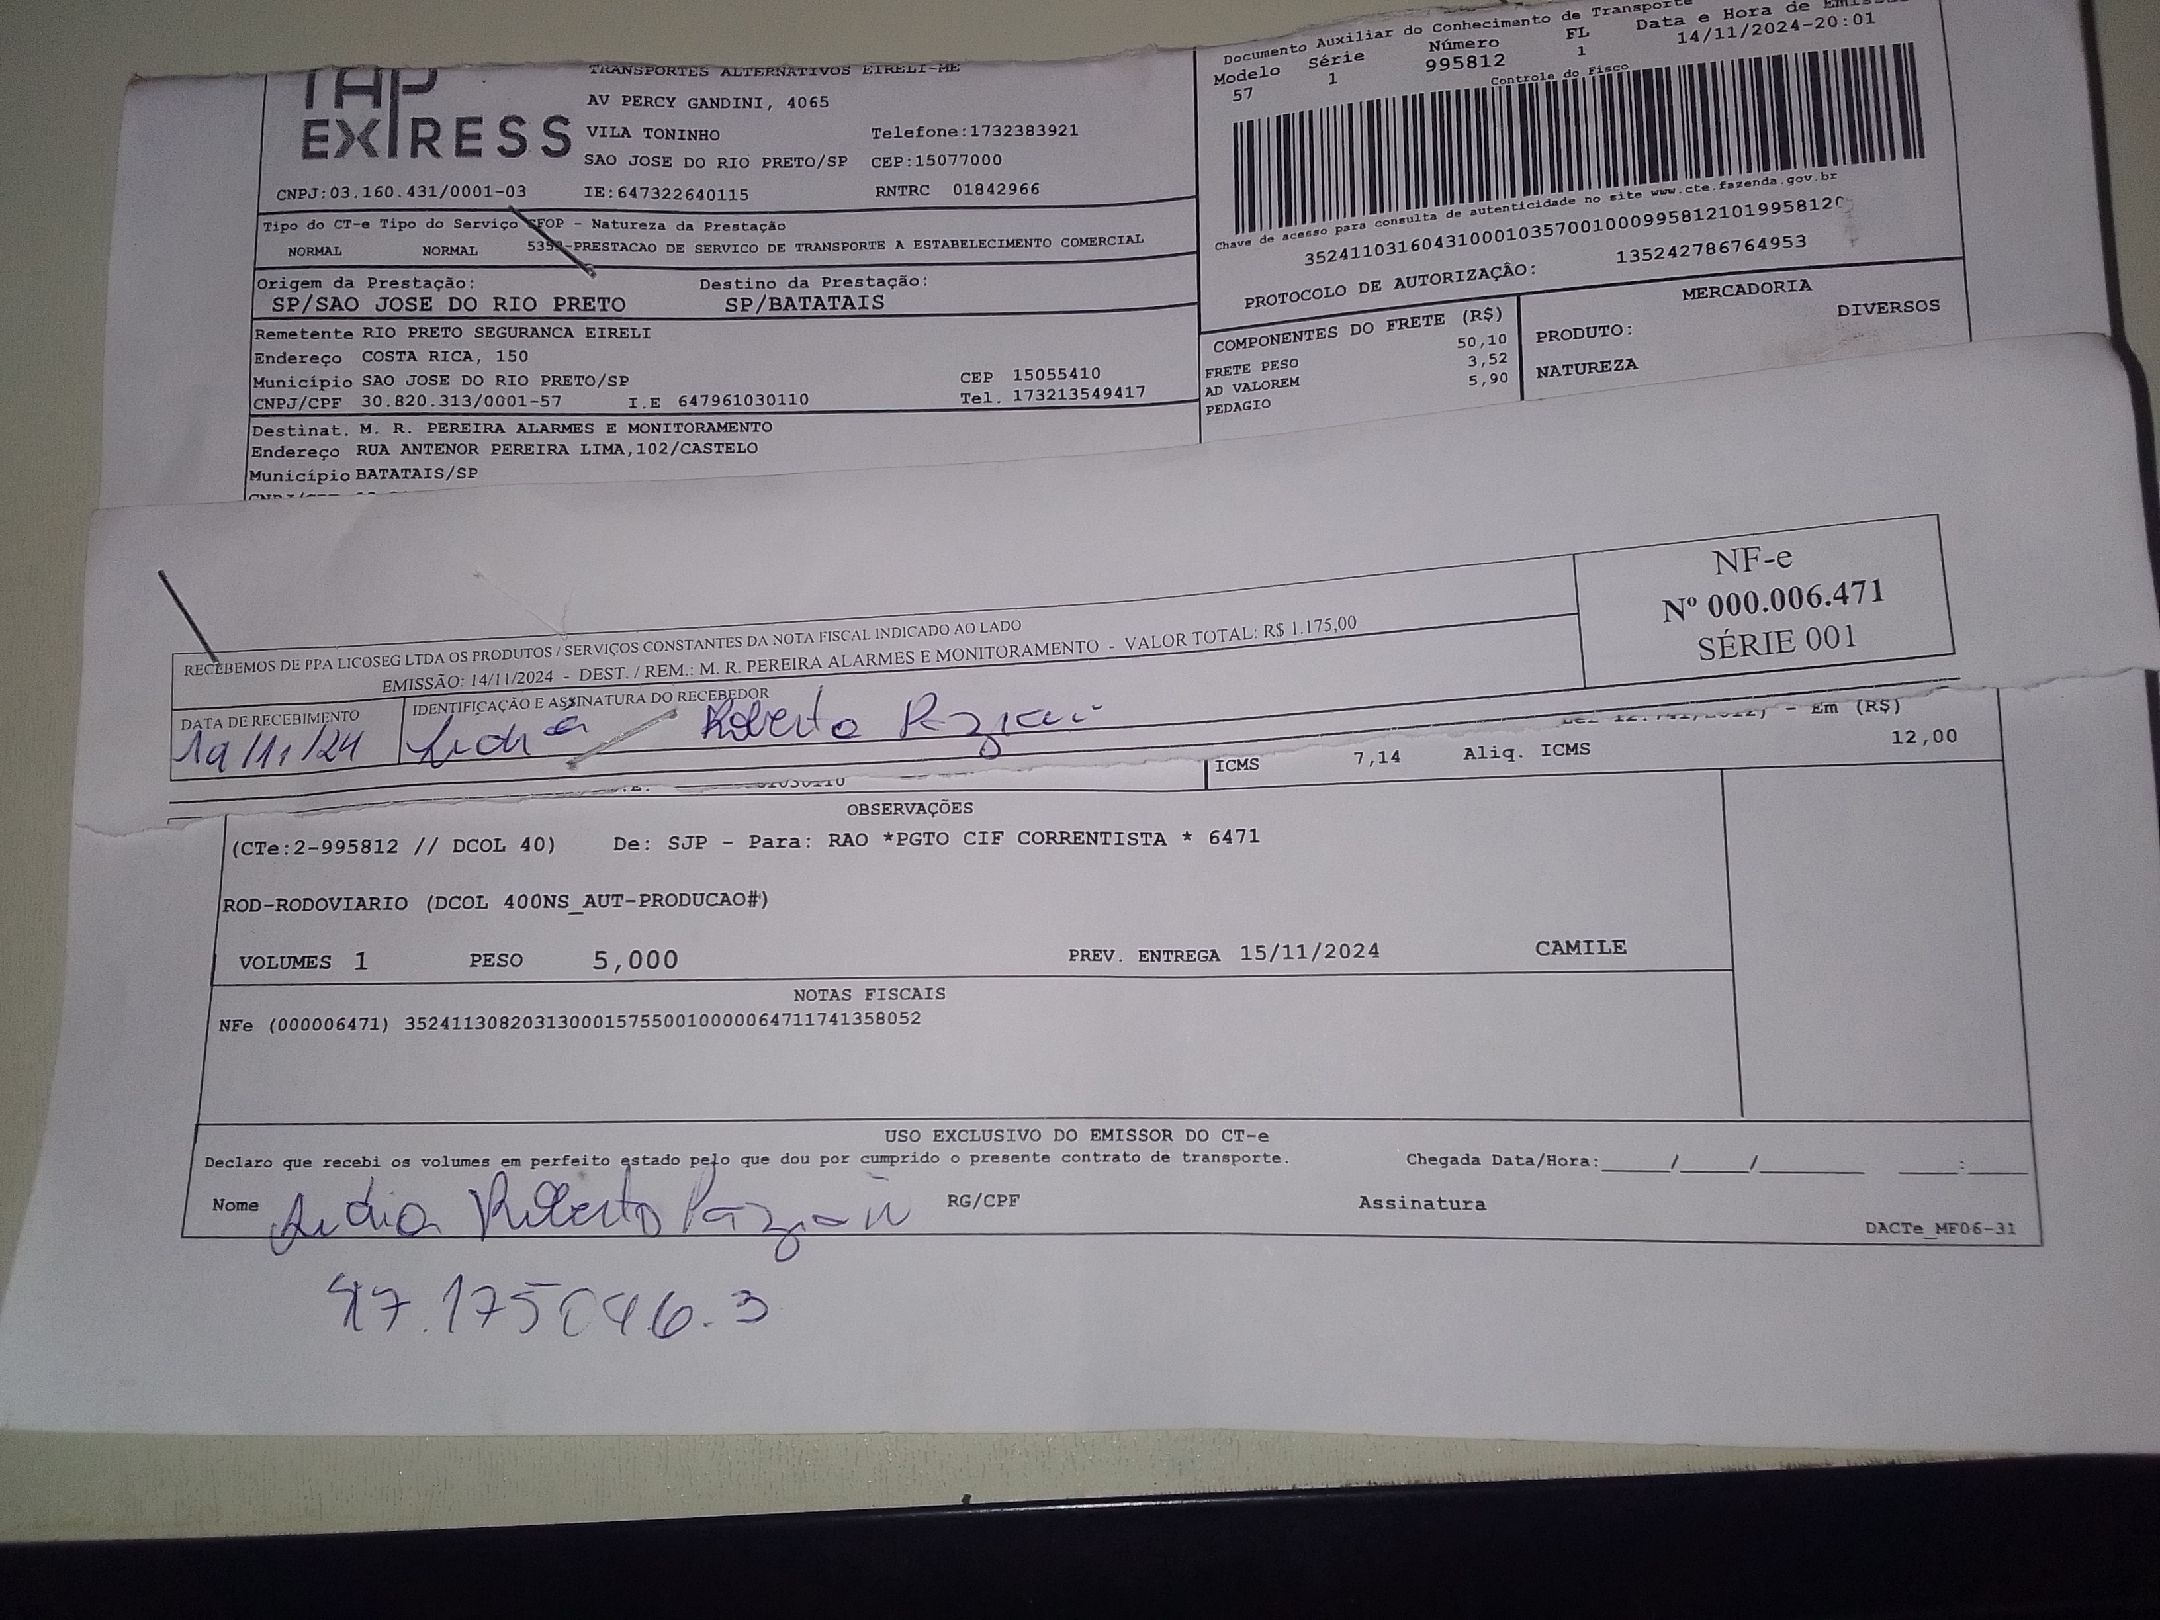 TAP
EXPRESS
TRANSPORTES ALTERNATIVOS EIRELI-ME
AV PERCY GANDINI, 4065
VILA TONINHO Telefone:1732383921
SAO JOSE DO RIO PRETO/SP CEP:15077000
CNPJ:03.160.431/0001-03 IE:647322640115 RNTRC 01842966
Documento Auxiliar do Conhecimento de Transporte
Modelo Série Número FL Data e Hora de Emissão
57 1 995812 1 14/11/2024-20:01
Controle do Fisco
Chave de acesso para consulta de autenticidade no site www.cte.fazenda.gov.br
PROTOCOLO DE AUTORIZAÇÃO: 135242786764953
Tipo do CT-e Tipo do Serviço CFOP - Natureza da Prestação
NORMAL NORMAL -PRESTACAO DE SERVICO DE TRANSPORTE A ESTABELECIMENTO COMERCIAL
Origem da Prestação: Destino da Prestação:
SP/SAO JOSE DO RIO PRETO SP/BATATAIS
Remetente RIO PRETO SEGURANCA EIRELI
Endereço COSTA RICA, 150
Município SAO JOSE DO RIO PRETO/SP CEP 15055410
CNPJ/CPF 30.820.313/0001-57 I.E 647961030110 Tel. 173213549417
COMPONENTES DO FRETE (R$)
FRETE PESO 50,10
AD VALOREM 3,52
PEDAGIO 5,90
MERCADORIA
PRODUTO: DIVERSOS
NATUREZA
Destinat. M. R. PEREIRA ALARMES E MONITORAMENTO
Endereço RUA ANTENOR PEREIRA LIMA,102/CASTELO
Município BATATAIS/SP
RECEBEMOS DE PPA LICOSEG LTDA OS PRODUTOS / SERVIÇOS CONSTANTES DA NOTA FISCAL INDICADO AO LADO
EMISSÃO: 14/11/2024 - DEST. / REM.: M. R. PEREIRA ALARMES E MONITORAMENTO - VALOR TOTAL: R$ 1.175,00
NF-e
Nº 000.006.471
SÉRIE 001
DATA DE RECEBIMENTO IDENTIFICAÇÃO E ASSINATURA DO RECEBEDOR
19/11/24 Lidia Roberto Paziani
- Em (R$)
ICMS 7,14 Aliq. ICMS 12,00
OBSERVAÇÕES
(CTe:2-995812 // DCOL 40) De: SJP - Para: RAO *PGTO CIF CORRENTISTA * 6471
ROD-RODOVIARIO (DCOL 400NS_AUT-PRODUCAO#)
VOLUMES 1 PESO 5,000 PREV. ENTREGA 15/11/2024 CAMILE
NOTAS FISCAIS
NFe (000006471) 35241130820313000157550010000064711741358052
USO EXCLUSIVO DO EMISSOR DO CT-e
Declaro que recebi os volumes em perfeito estado pelo que dou por cumprido o presente contrato de transporte. Chegada Data/Hora:_____/_____/_______ ____:____
Nome Lidia Roberto Paziani RG/CPF Assinatura
DACTe_MF06-31